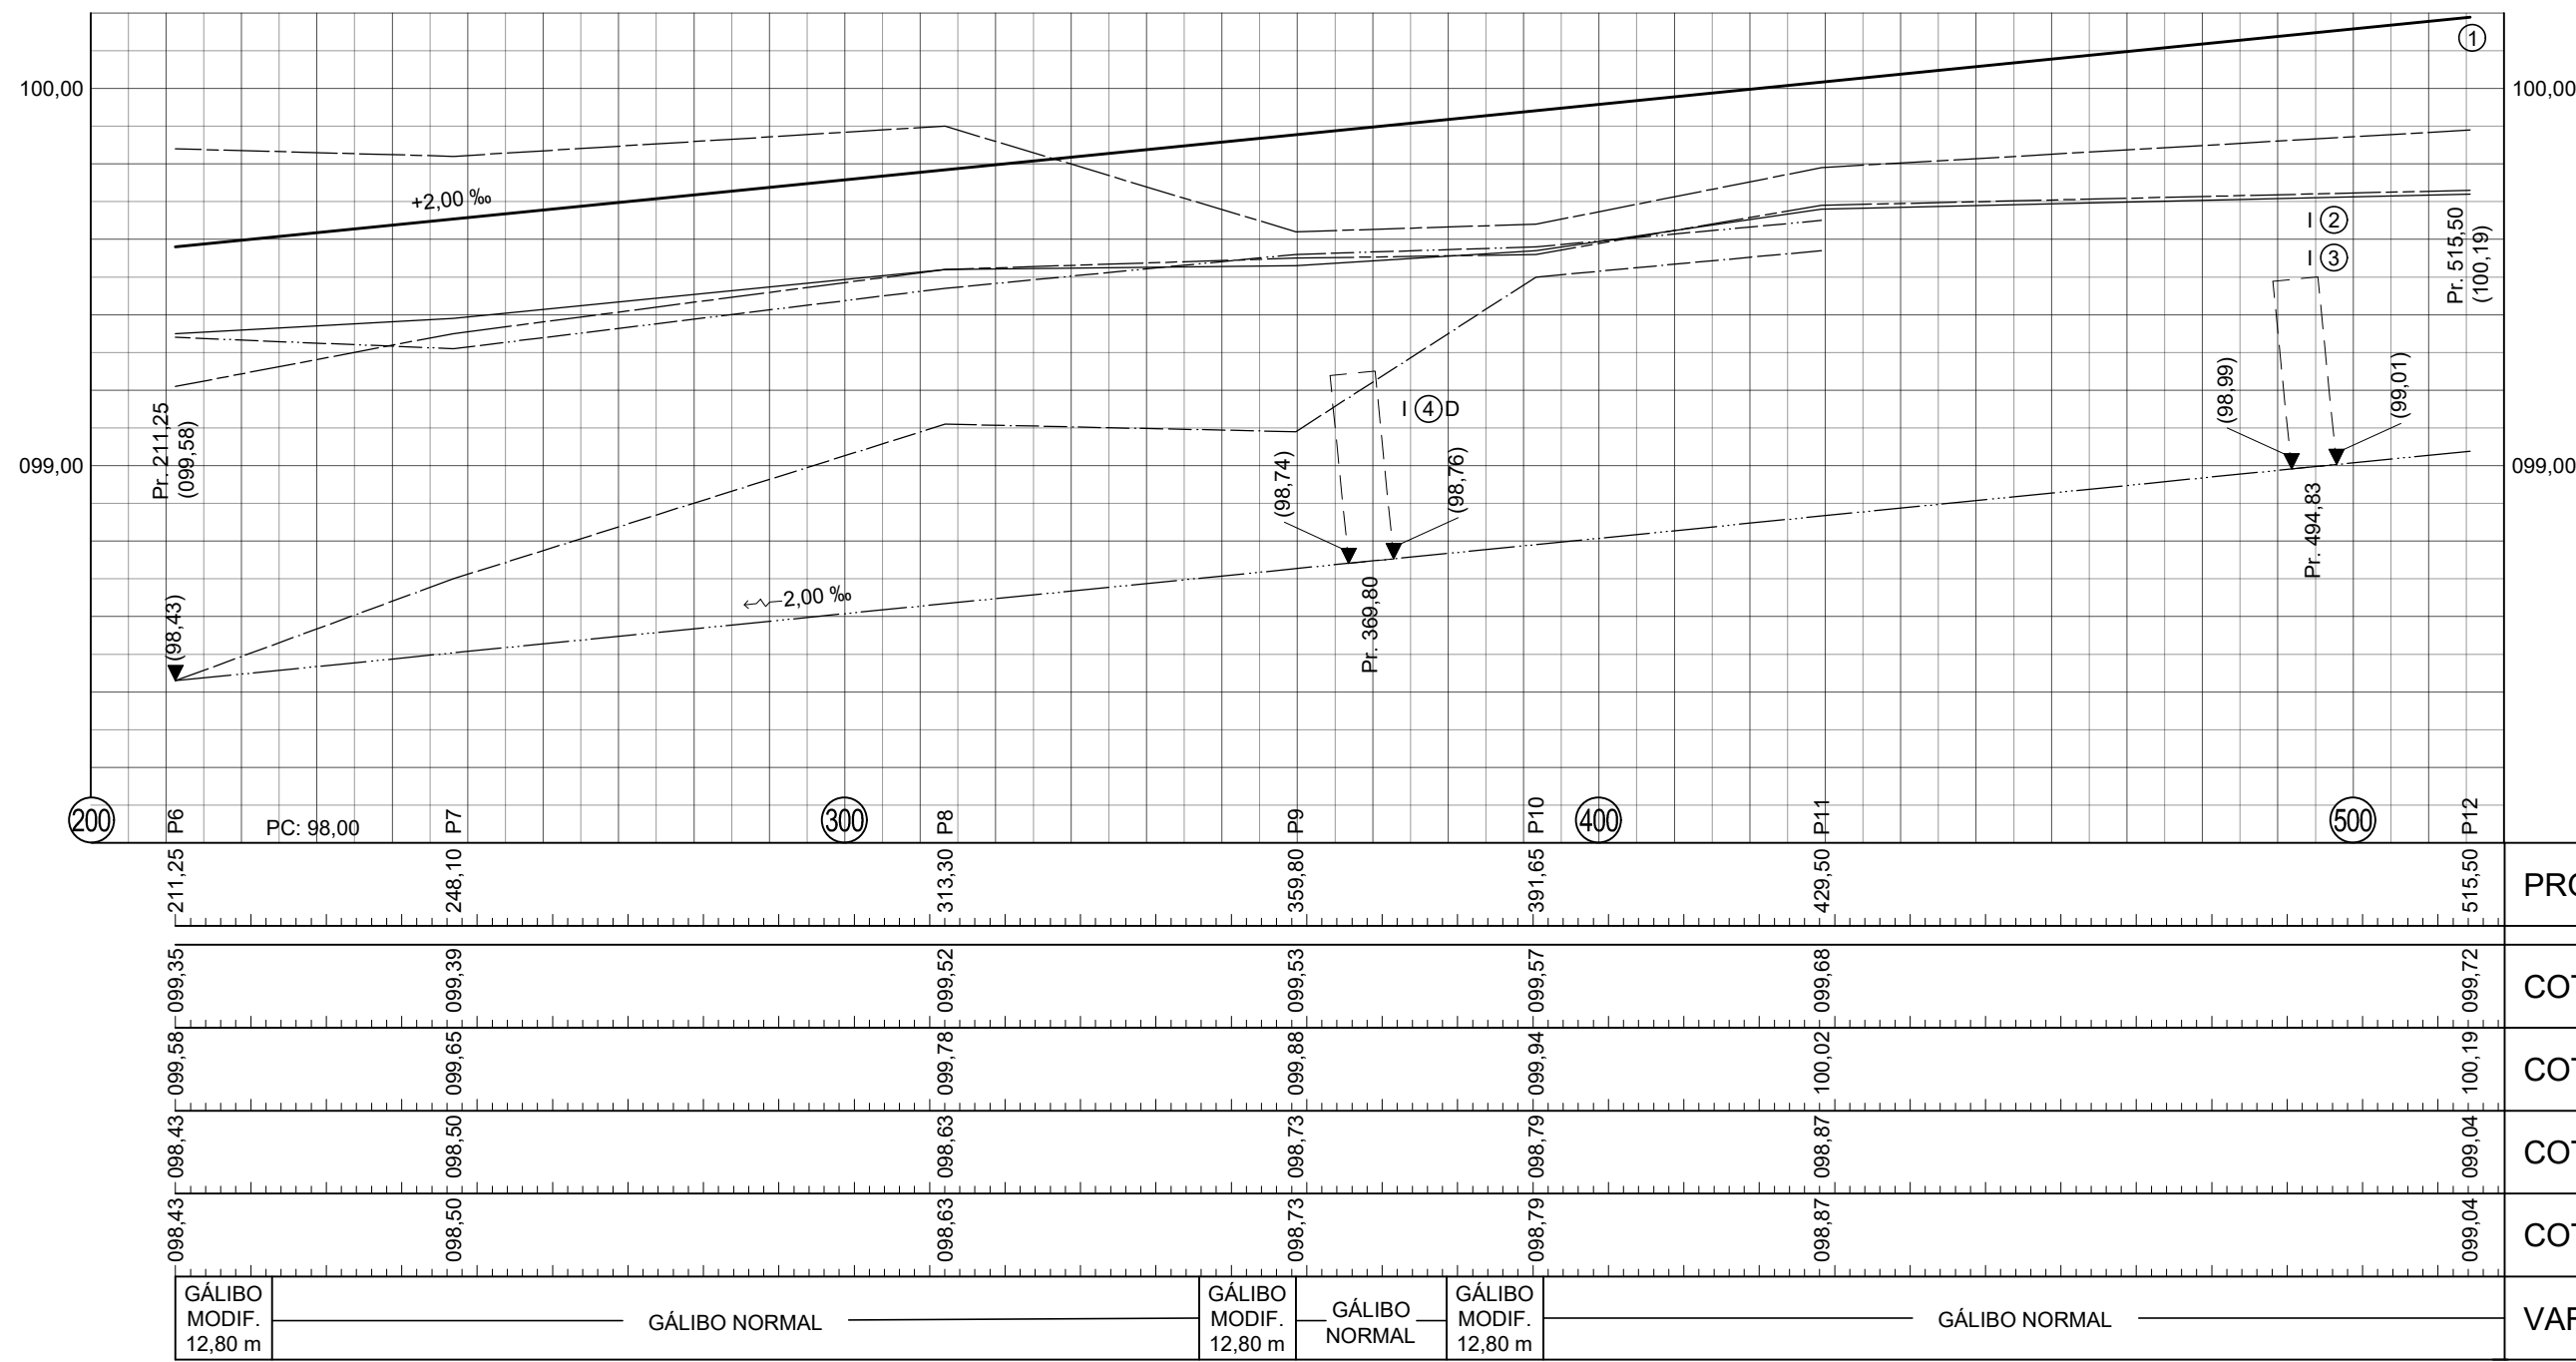 100,00
100,00
①
+2,00 ‰
I ②
I ③
Pr. 515,50
(100,19)
Pr. 211,25
(099,58)
I ④ D
(98,99)
(99,01)
099,00
099,00
(98,74)
(98,76)
Pr. 494,83
Pr. 369,80
2,00 ‰
(98,43)
200 P6 PC: 98,00 P7 300 P8 P9 P10 400 P11 500 P12
211,25 248,10 313,30 359,80 391,65 429,50 515,50 PRO
099,35 099,39 099,52 099,53 099,57 099,68 099,72 COT
099,58 099,65 099,78 099,88 099,94 100,02 100,19 COT
098,43 098,50 098,63 098,73 098,79 098,87 099,04 COT
098,43 098,50 098,63 098,73 098,79 098,87 099,04 COT
GÁLIBO
MODIF.
12,80 m
GÁLIBO NORMAL
GÁLIBO
MODIF.
12,80 m
GÁLIBO
NORMAL
GÁLIBO
MODIF.
12,80 m
GÁLIBO NORMAL
VAR